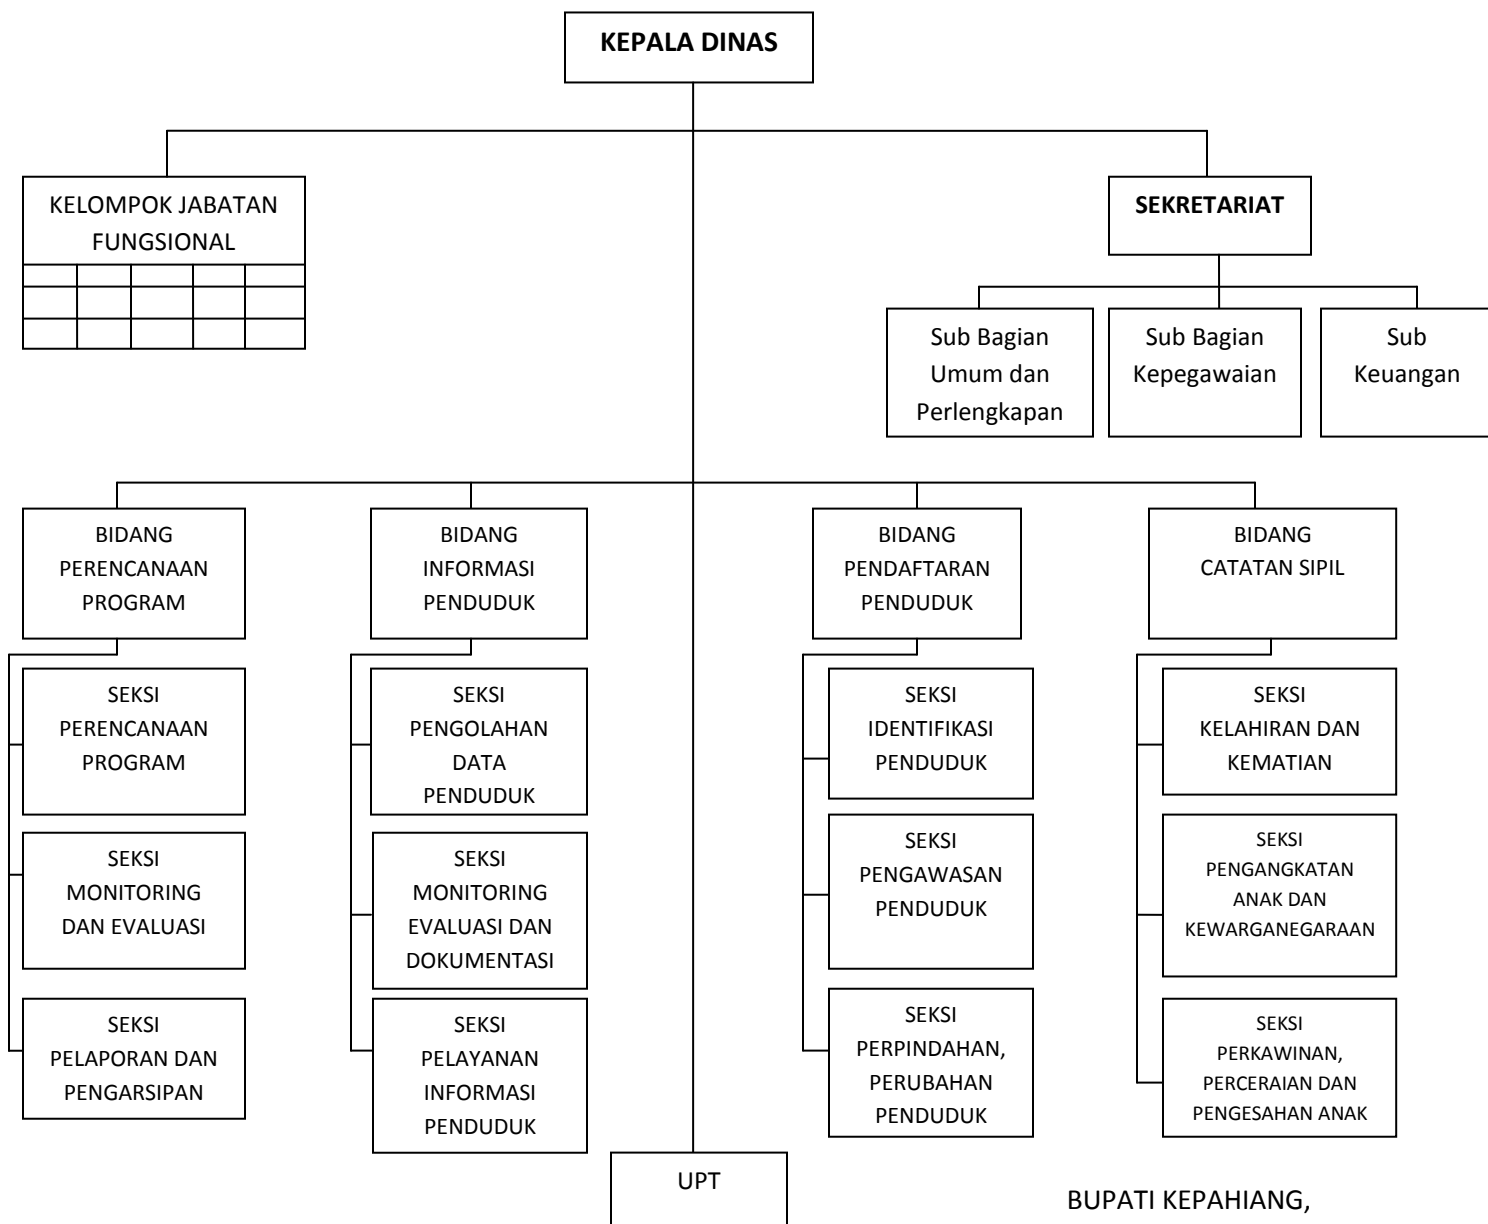 KEPALA DINAS
KELOMPOK JABATAN
FUNGSIONAL
SEKRETARIAT
Sub Bagian
Umum dan
Perlengkapan
Sub Bagian
Kepegawaian
Sub
Keuangan
BIDANG
PERENCANAAN
PROGRAM
BIDANG
INFORMASI
PENDUDUK
BIDANG
PENDAFTARAN
PENDUDUK
BIDANG
CATATAN SIPIL
SEKSI
PERENCANAAN
PROGRAM
SEKSI
MONITORING
DAN EVALUASI
SEKSI
PELAPORAN DAN
PENGARSIPAN
SEKSI
PENGOLAHAN
DATA
PENDUDUK
SEKSI
MONITORING
EVALUASI DAN
DOKUMENTASI
SEKSI
PELAYANAN
INFORMASI
PENDUDUK
SEKSI
IDENTIFIKASI
PENDUDUK
SEKSI
PENGAWASAN
PENDUDUK
SEKSI
PERPINDAHAN,
PERUBAHAN
PENDUDUK
SEKSI
KELAHIRAN DAN
KEMATIAN
SEKSI
PENGANGKATAN
ANAK DAN
KEWARGANEGARAAN
SEKSI
PERKAWINAN,
PERCERAIAN DAN
PENGESAHAN ANAK
UPT
BUPATI KEPAHIANG,